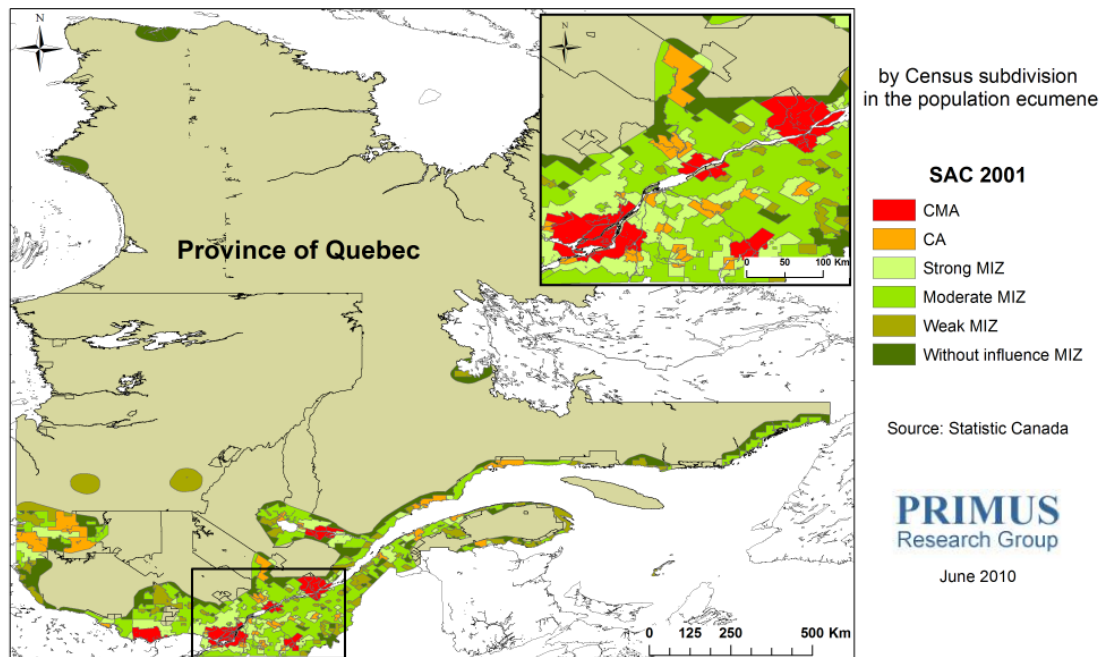 N
N
0 50 100 Km
Province of Quebec
0 125 250 500 Km
by Census subdivision
in the population ecumene
SAC 2001
CMA
CA
Strong MIZ
Moderate MIZ
Weak MIZ
Without influence MIZ
Source: Statistic Canada
PRIMUS
Research Group
June 2010